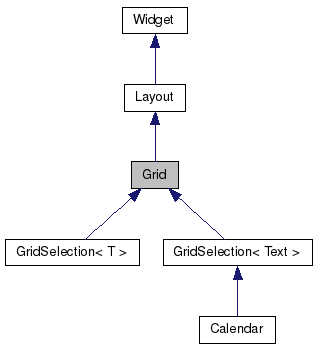 Widget
Layout
Grid
GridSelection< T >
GridSelection< Text >
Calendar